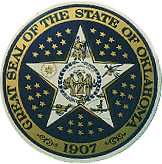 GREAT SEAL OF THE STATE OF OKLAHOMA
1907